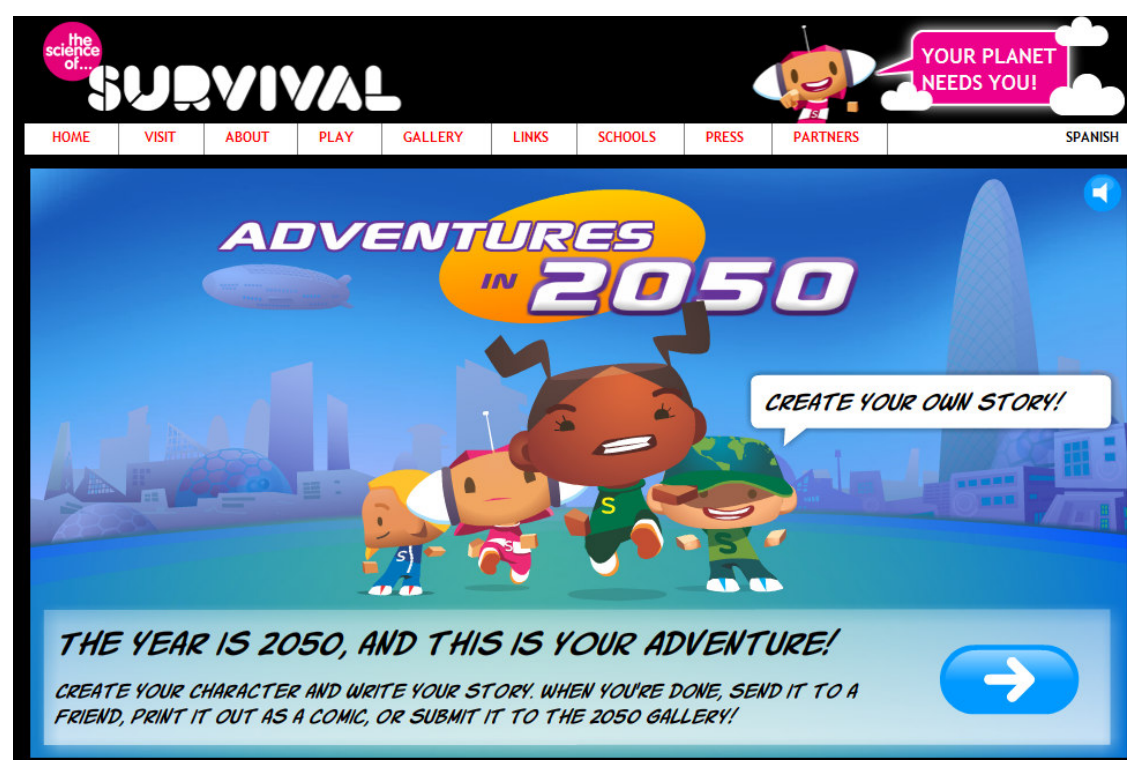 the
science
of...
SURVIVAL
YOUR PLANET
NEEDS YOU!
S
HOME VISIT ABOUT PLAY GALLERY LINKS SCHOOLS PRESS PARTNERS SPANISH
ADVENTURES
IN 2050
CREATE YOUR OWN STORY!
S
S
S
S
THE YEAR IS 2050, AND THIS IS YOUR ADVENTURE!
CREATE YOUR CHARACTER AND WRITE YOUR STORY. WHEN YOU'RE DONE, SEND IT TO A
FRIEND, PRINT IT OUT AS A COMIC, OR SUBMIT IT TO THE 2050 GALLERY!